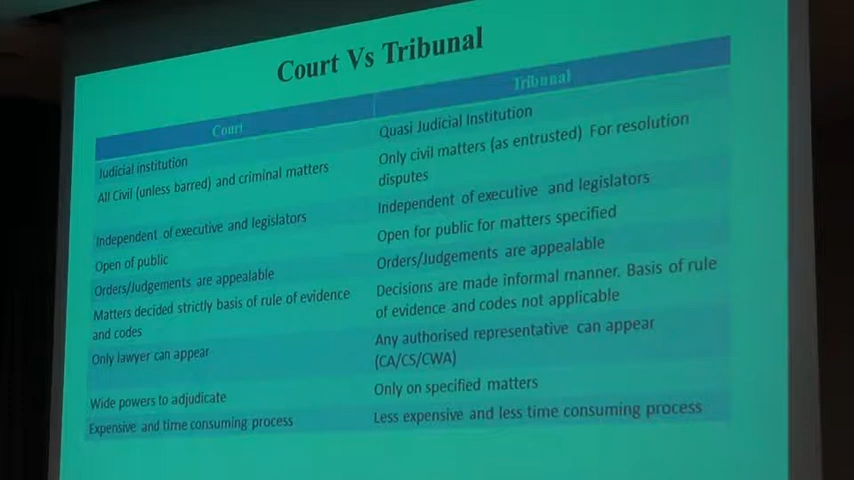 Court Vs Tribunal
Court
Tribunal
Judicial institution
Quasi Judicial Institution
All Civil (unless barred) and criminal matters
Only civil matters (as entrusted) For resolution
disputes
Independent of executive and legislators
Independent of executive and legislators
Open of public
Open for public for matters specified
Orders/Judgements are appealable
Orders/Judgements are appealable
Matters decided strictly basis of rule of evidence
and codes
Decisions are made informal manner. Basis of rule
of evidence and codes not applicable
Only lawyer can appear
Any authorised representative can appear
(CA/CS/CWA)
Wide powers to adjudicate
Only on specified matters
Expensive and time consuming process
Less expensive and less time consuming process